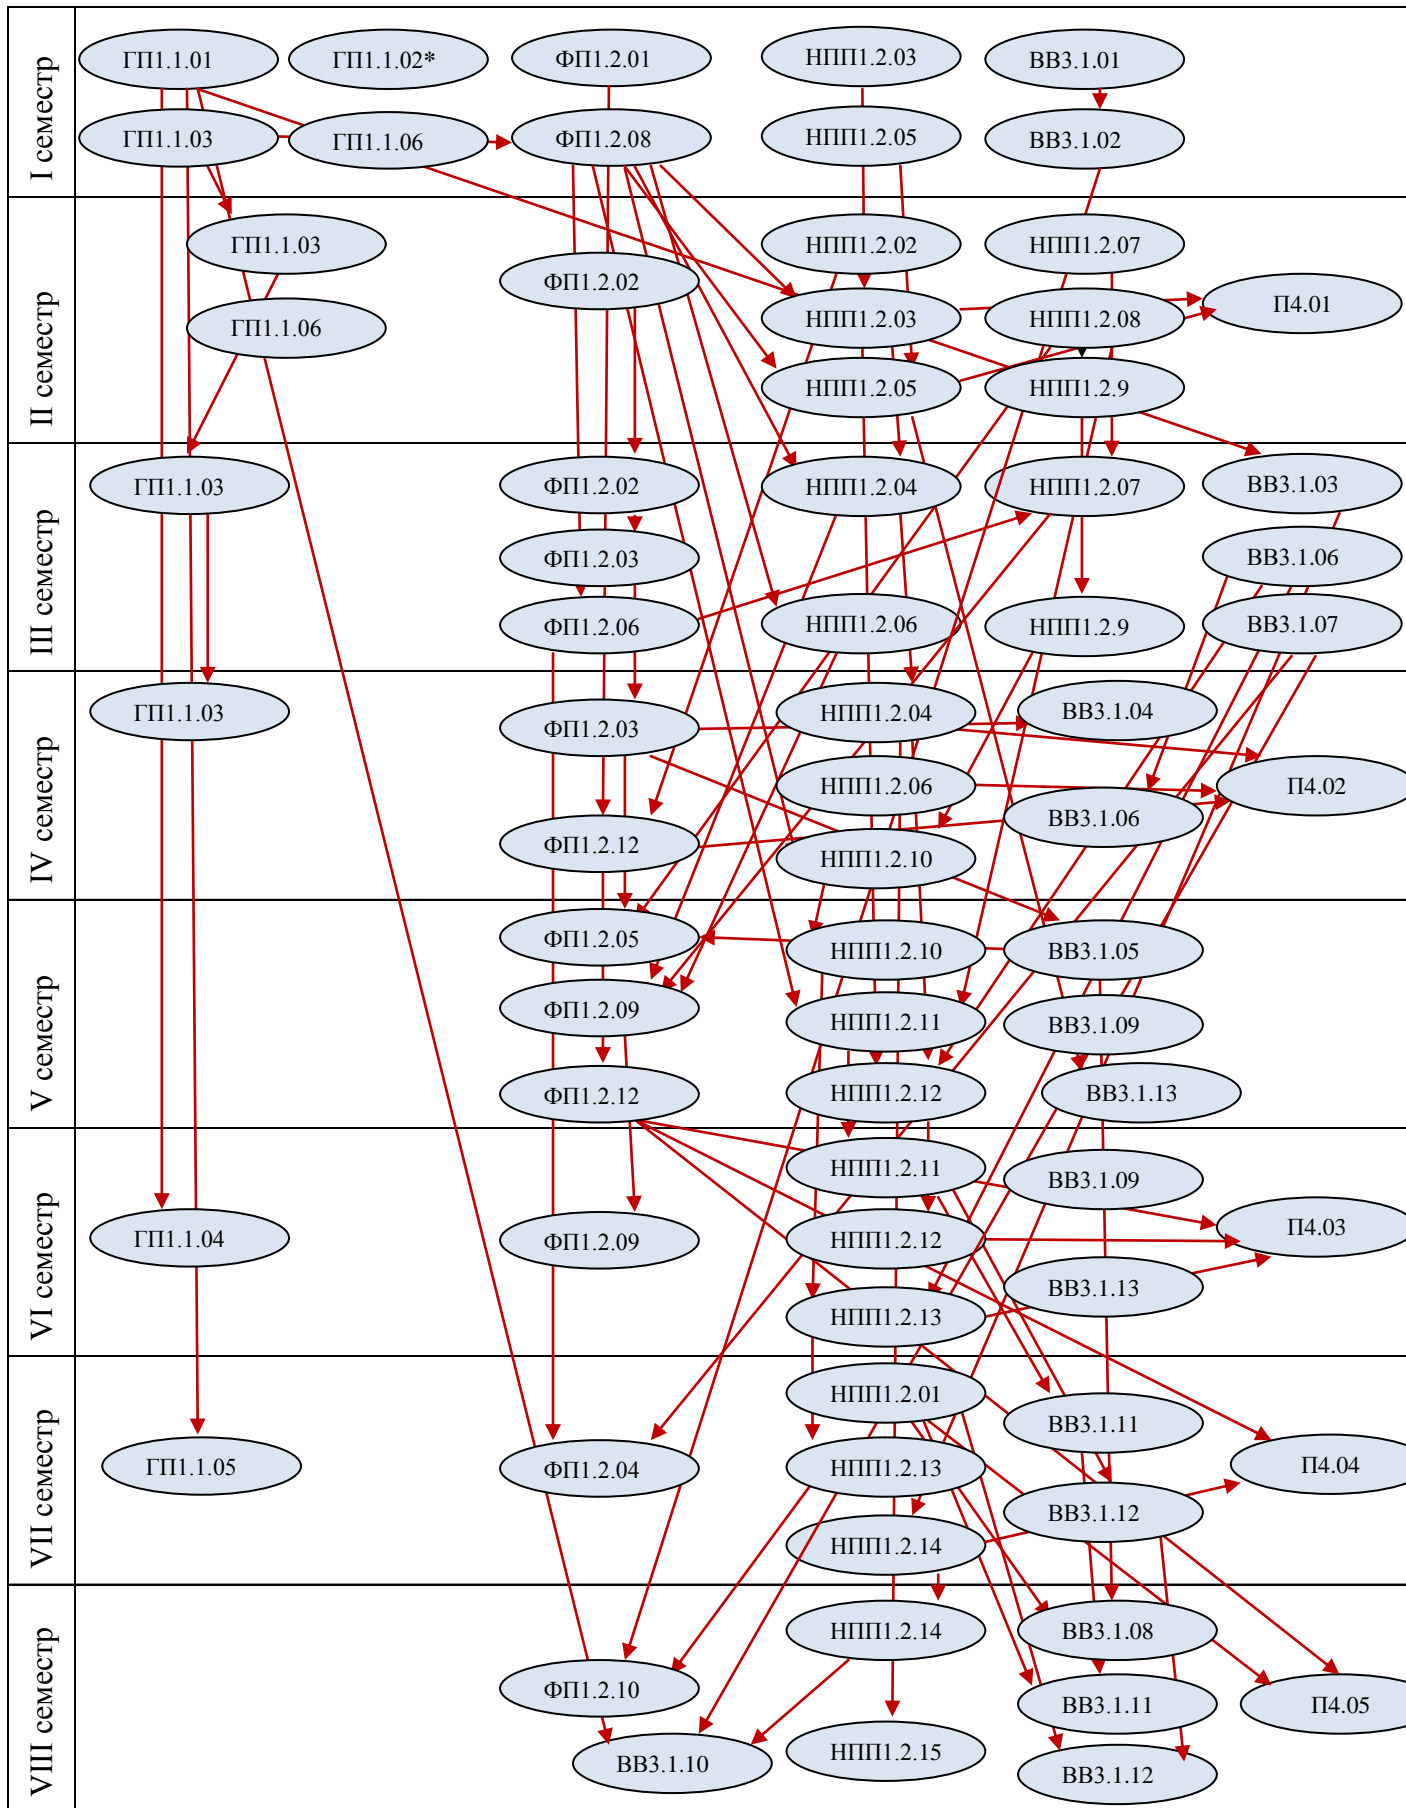 I семестр
ГП1.1.01
ГП1.1.02*
ФП1.2.01
НПП1.2.03
ВВ3.1.01
ГП1.1.03
ГП1.1.06
ФП1.2.08
НПП1.2.05
ВВ3.1.02
II семестр
ГП1.1.03
НПП1.2.02
НПП1.2.07
ФП1.2.02
П4.01
ГП1.1.06
НПП1.2.03
НПП1.2.08
НПП1.2.05
НПП1.2.9
III семестр
ГП1.1.03
ФП1.2.02
НПП1.2.04
НПП1.2.07
ВВ3.1.03
ФП1.2.03
ВВ3.1.06
ФП1.2.06
НПП1.2.06
НПП1.2.9
ВВ3.1.07
IV семестр
ГП1.1.03
ФП1.2.03
НПП1.2.04
ВВ3.1.04
НПП1.2.06
П4.02
ВВ3.1.06
ФП1.2.12
НПП1.2.10
V семестр
ФП1.2.05
НПП1.2.10
ВВ3.1.05
ФП1.2.09
НПП1.2.11
ВВ3.1.09
ФП1.2.12
НПП1.2.12
ВВ3.1.13
VI семестр
НПП1.2.11
ВВ3.1.09
ГП1.1.04
ФП1.2.09
НПП1.2.12
П4.03
ВВ3.1.13
НПП1.2.13
VII семестр
НПП1.2.01
ВВ3.1.11
ГП1.1.05
ФП1.2.04
НПП1.2.13
П4.04
ВВ3.1.12
НПП1.2.14
VIII семестр
НПП1.2.14
ВВ3.1.08
ФП1.2.10
ВВ3.1.11
П4.05
ВВ3.1.10
НПП1.2.15
ВВ3.1.12